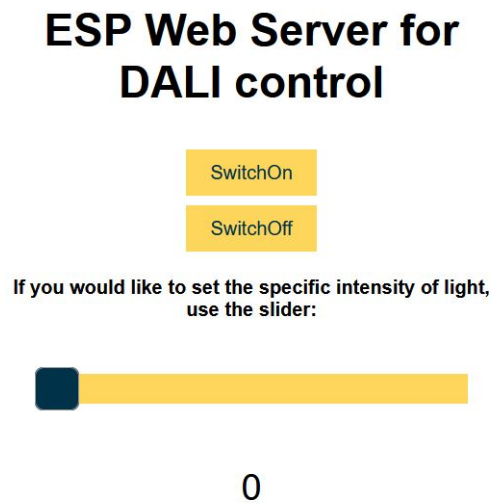 ESP Web Server for
DALI control
SwitchOn
SwitchOff
If you would like to set the specific intensity of light,
use the slider:
0